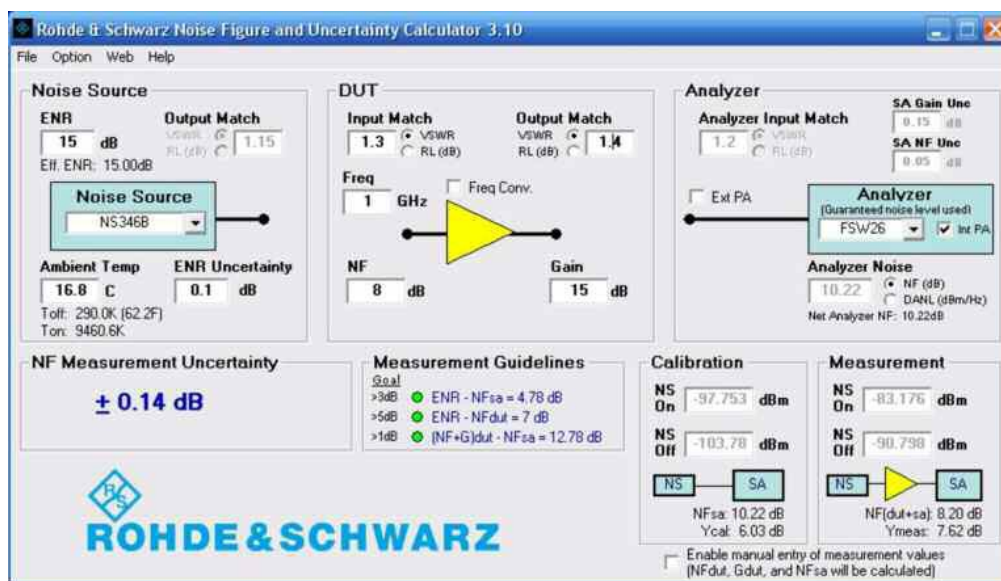 Rohde & Schwarz Noise Figure and Uncertainty Calculator 3.10
File Option Web Help
Noise Source
ENR
Output Match
15 dB
VSWR
RL (dB)
1.15
Eff. ENR: 15.00dB
Noise Source
NS346B
Ambient Temp
ENR Uncertainty
16.8 C
0.1 dB
Toff: 290.0K (62.2F)
Ton: 9460.6K
DUT
Input Match
Output Match
1.3
VSWR
RL (dB)
VSWR
RL (dB)
1.4
Freq
1 GHz
Freq Conv.
NF
Gain
8 dB
15 dB
Analyzer
Analyzer Input Match
1.2
VSWR
RL (dB)
SA Gain Unc
0.15 dB
SA NF Unc
0.05 dB
Ext PA
Analyzer
(Guaranteed noise level used)
FSW26
Int PA
Analyzer Noise
10.22
NF (dB)
DANL (dBm/Hz)
Net Analyzer NF: 10.22dB
NF Measurement Uncertainty
± 0.14 dB
Measurement Guidelines
Goal
>3dB ENR - NFsa = 4.78 dB
>5dB ENR - NFdut = 7 dB
>1dB (NF+G)dut - NFsa = 12.78 dB
Calibration
NS On -97.753 dBm
NS Off -103.78 dBm
NS SA
NFsa: 10.22 dB
Ycal: 6.03 dB
Measurement
NS On -83.176 dBm
NS Off -90.798 dBm
NS SA
NF(dut+sa): 8.20 dB
Ymeas: 7.62 dB
Enable manual entry of measurement values
(NFdut, Gdut, and NFsa will be calculated)
RS
ROHDE&SCHWARZ